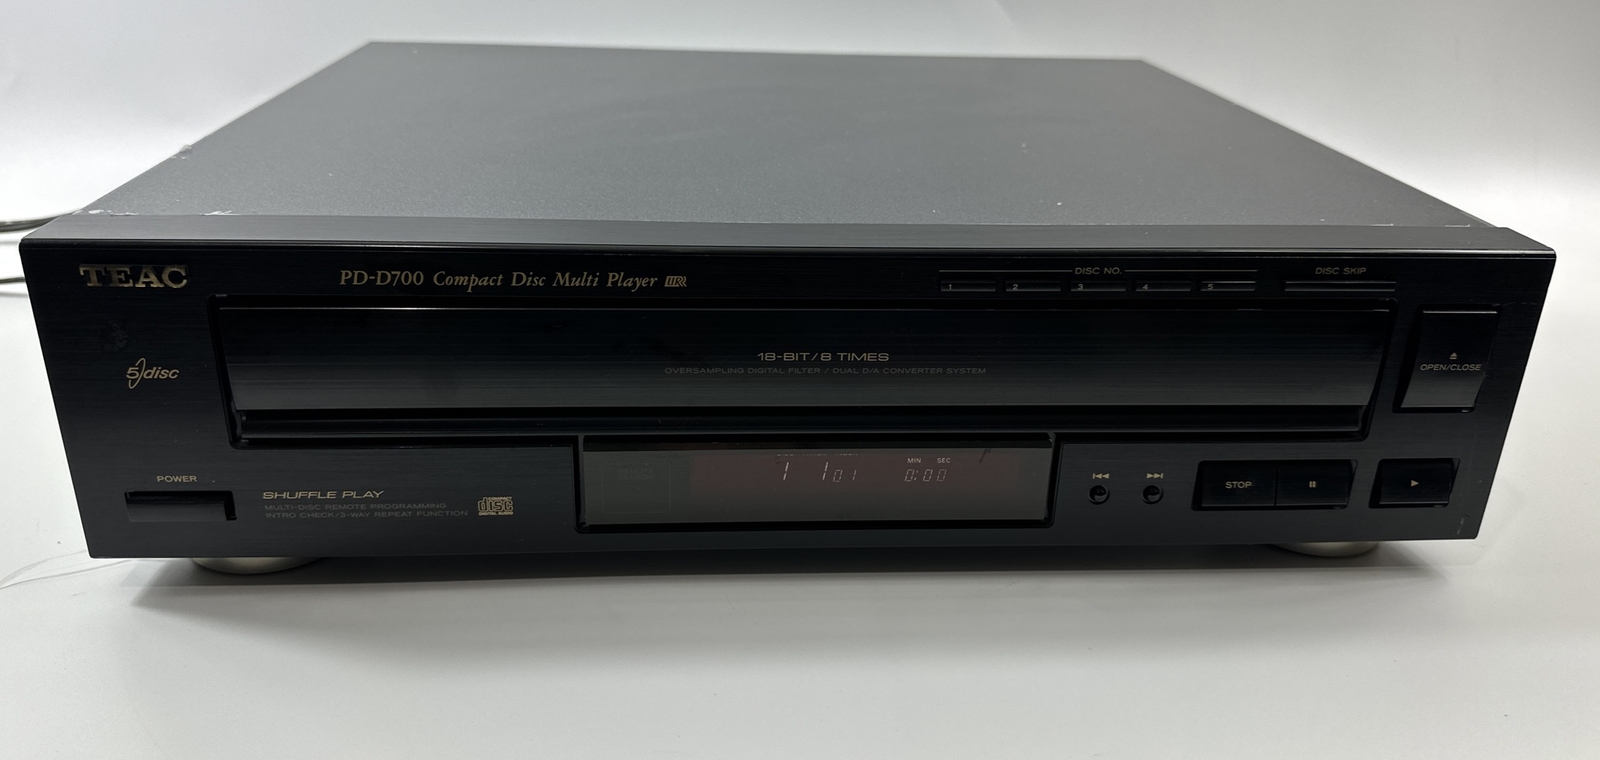 TEAC
PD-D700 Compact Disc Multi Player UR
DISC NO.
1 2 3 4 5
DISC SKIP
5 disc
18-BIT/8 TIMES
OVERSAMPLING DIGITAL FILTER / DUAL D/A CONVERTER SYSTEM
OPEN/CLOSE
POWER
SHUFFLE PLAY
MULTI-DISC REMOTE PROGRAMMING
INTRO CHECK/3-WAY REPEAT FUNCTION
COMPACT
disc
DIGITAL AUDIO
MIN SEC
1 1 01 0:00
STOP